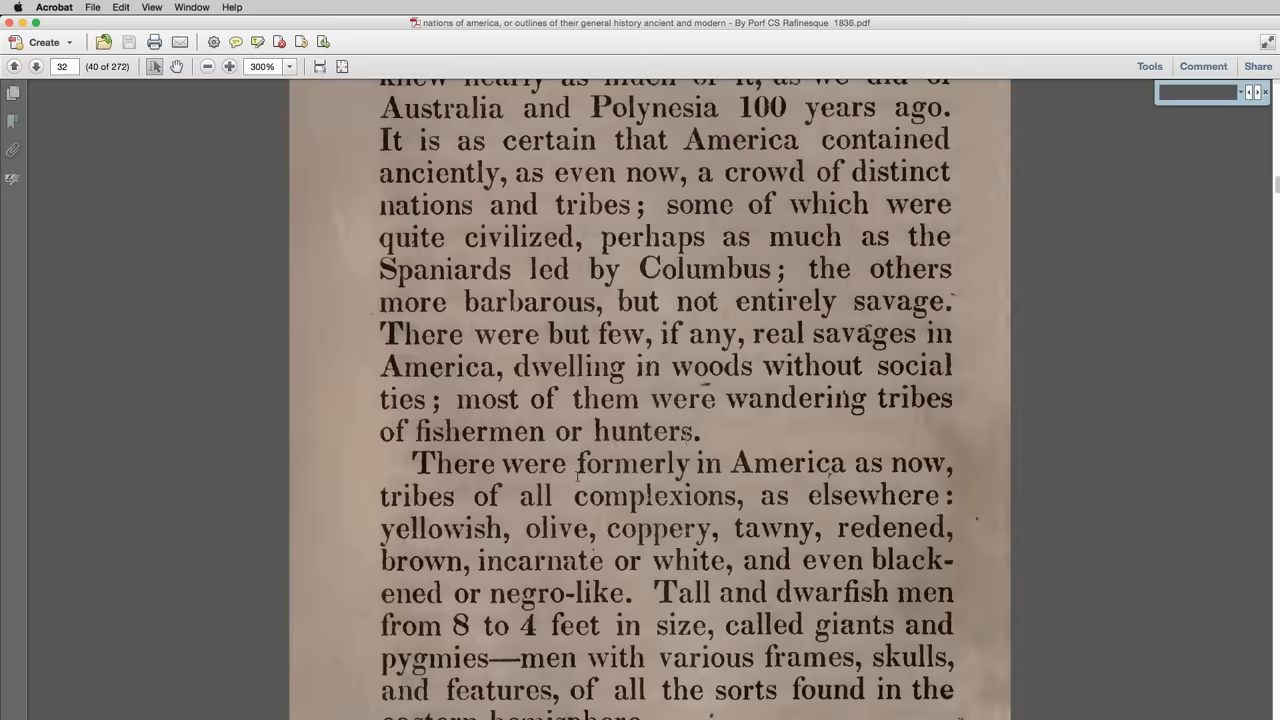 Acrobat File Edit View Window Help
nations of america, or outlines of their general history ancient and modern - By Porf CS Rafinesque 1836.pdf
Create
32 (40 of 272) 300% Tools Comment Share
knew nearly as much of it, as we did of
Australia and Polynesia 100 years ago.
It is as certain that America contained
anciently, as even now, a crowd of distinct
nations and tribes; some of which were
quite civilized, perhaps as much as the
Spaniards led by Columbus; the others
more barbarous, but not entirely savage.
There were but few, if any, real savages in
America, dwelling in woods without social
ties; most of them were wandering tribes
of fishermen or hunters.
There were formerly in America as now,
tribes of all complexions, as elsewhere:
yellowish, olive, coppery, tawny, redened,
brown, incarnate or white, and even black-
ened or negro-like. Tall and dwarfish men
from 8 to 4 feet in size, called giants and
pygmies—men with various frames, skulls,
and features, of all the sorts found in the
eastern hemisphere.